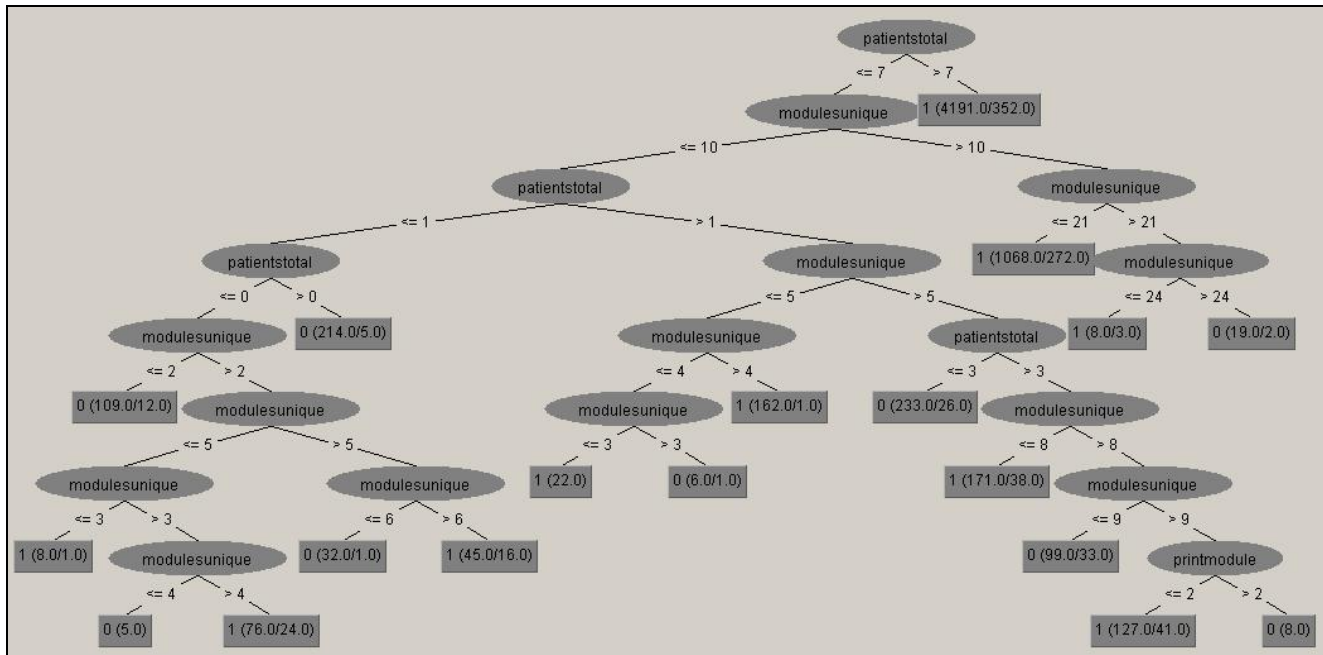 patientstotal
<= 7 > 7
modulesunique 1 (4191.0/352.0)
<= 10 > 10
patientstotal modulesunique
<= 1 > 1 <= 21 > 21
patientstotal modulesunique 1 (1068.0/272.0) modulesunique
<= 0 > 0 <= 5 > 5 <= 24 > 24
modulesunique 0 (214.0/5.0) modulesunique patientstotal 1 (8.0/3.0) 0 (19.0/2.0)
<= 2 > 2 <= 4 > 4 <= 3 > 3
0 (109.0/12.0) modulesunique modulesunique 1 (162.0/1.0) 0 (233.0/26.0) modulesunique
<= 5 > 5 <= 3 > 3 <= 8 > 8
modulesunique modulesunique 1 (22.0) 0 (6.0/1.0) 1 (171.0/38.0) modulesunique
<= 3 > 3 <= 6 > 6 <= 9 > 9
1 (8.0/1.0) modulesunique 0 (32.0/1.0) 1 (45.0/16.0) 0 (99.0/33.0) printmodule
<= 4 > 4 <= 2 > 2
0 (5.0) 1 (76.0/24.0) 1 (127.0/41.0) 0 (8.0)